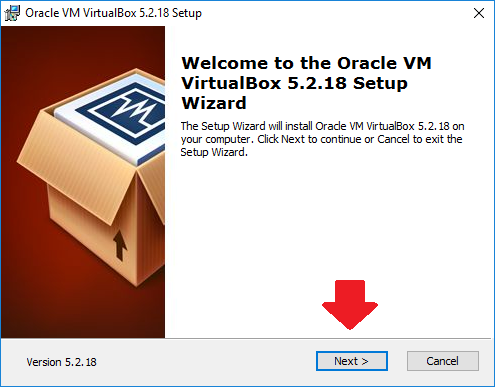 Oracle VM VirtualBox 5.2.18 Setup
Welcome to the Oracle VM
VirtualBox 5.2.18 Setup
Wizard
The Setup Wizard will install Oracle VM VirtualBox 5.2.18 on
your computer. Click Next to continue or Cancel to exit the
Setup Wizard.
Version 5.2.18
Next >
Cancel